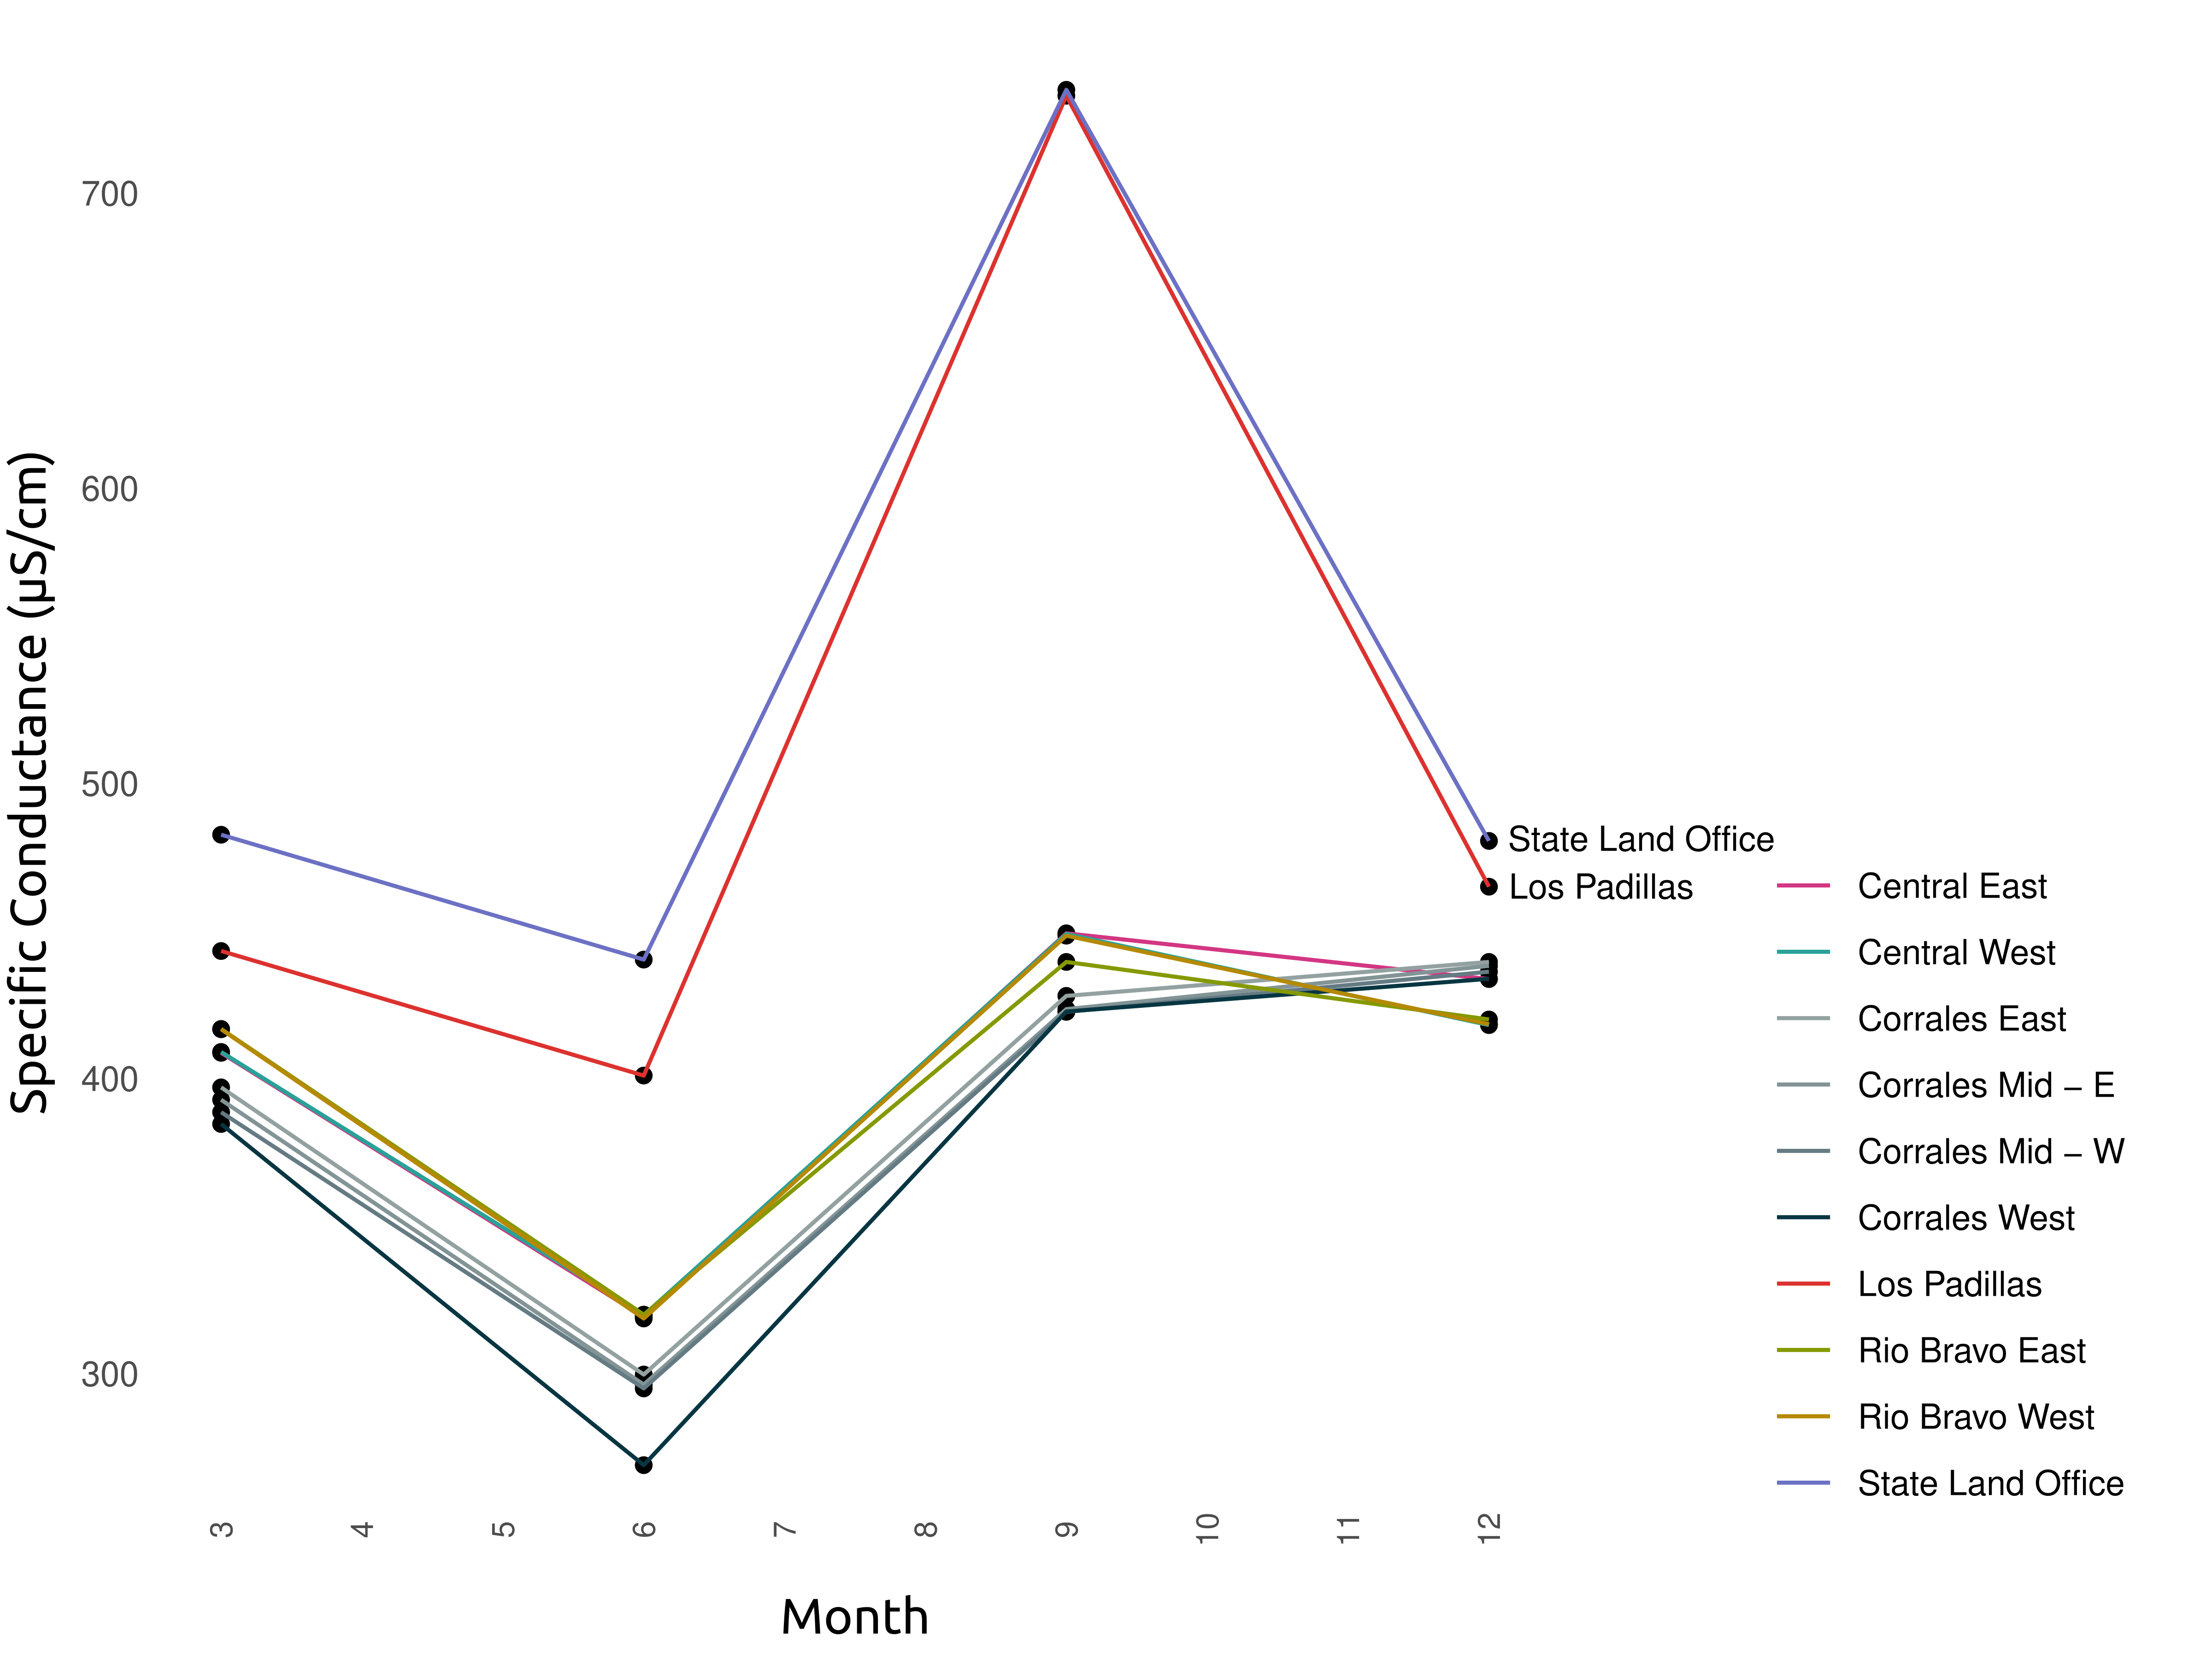 Specific Conductance (µS/cm)
700
600
500
400
300
State Land Office
Los Padillas
Central East
Central West
Corrales East
Corrales Mid – E
Corrales Mid – W
Corrales West
Los Padillas
Rio Bravo East
Rio Bravo West
State Land Office
3 4 5 6 7 8 9 10 11 12
Month